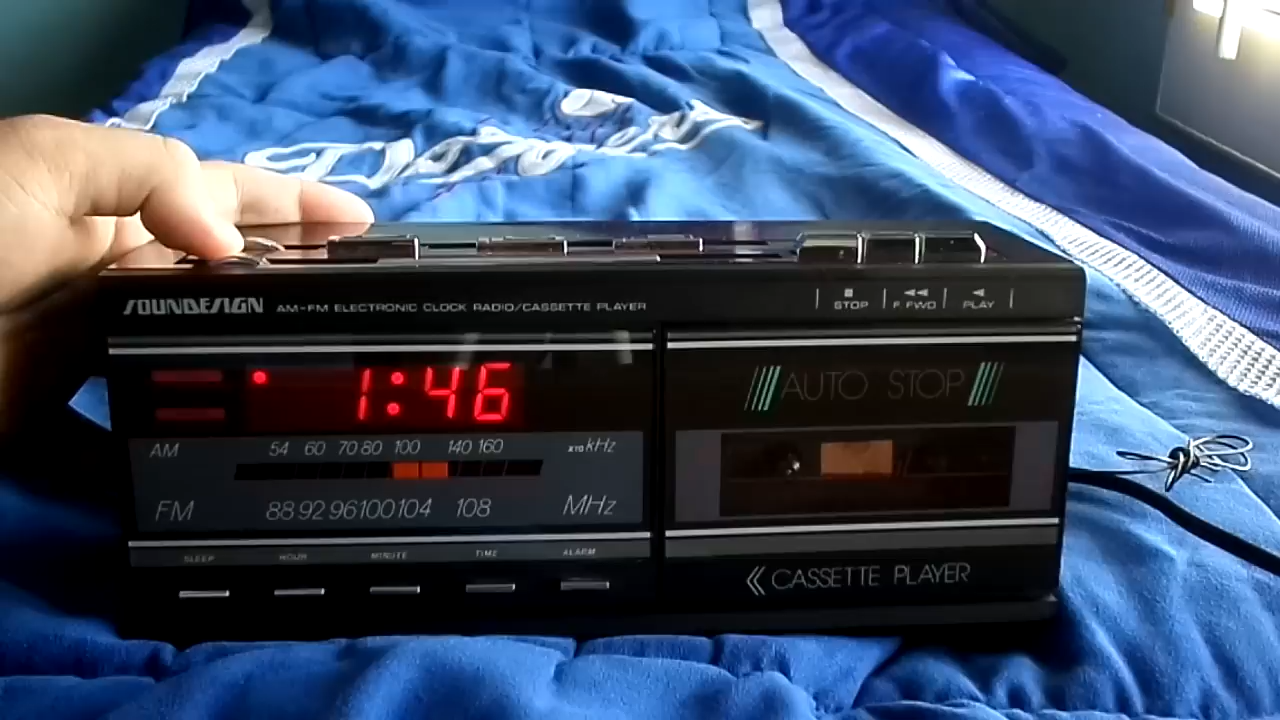 SOUNDESIGN AM-FM ELECTRONIC CLOCK RADIO/CASSETTE PLAYER
STOP F. FWD PLAY
1:46
AUTO STOP
AM 54 60 70 80 100 140 160 x10 kHz
FM 88 92 96 100 104 108 MHz
SLEEP HOUR MINUTE TIME ALARM
CASSETTE PLAYER